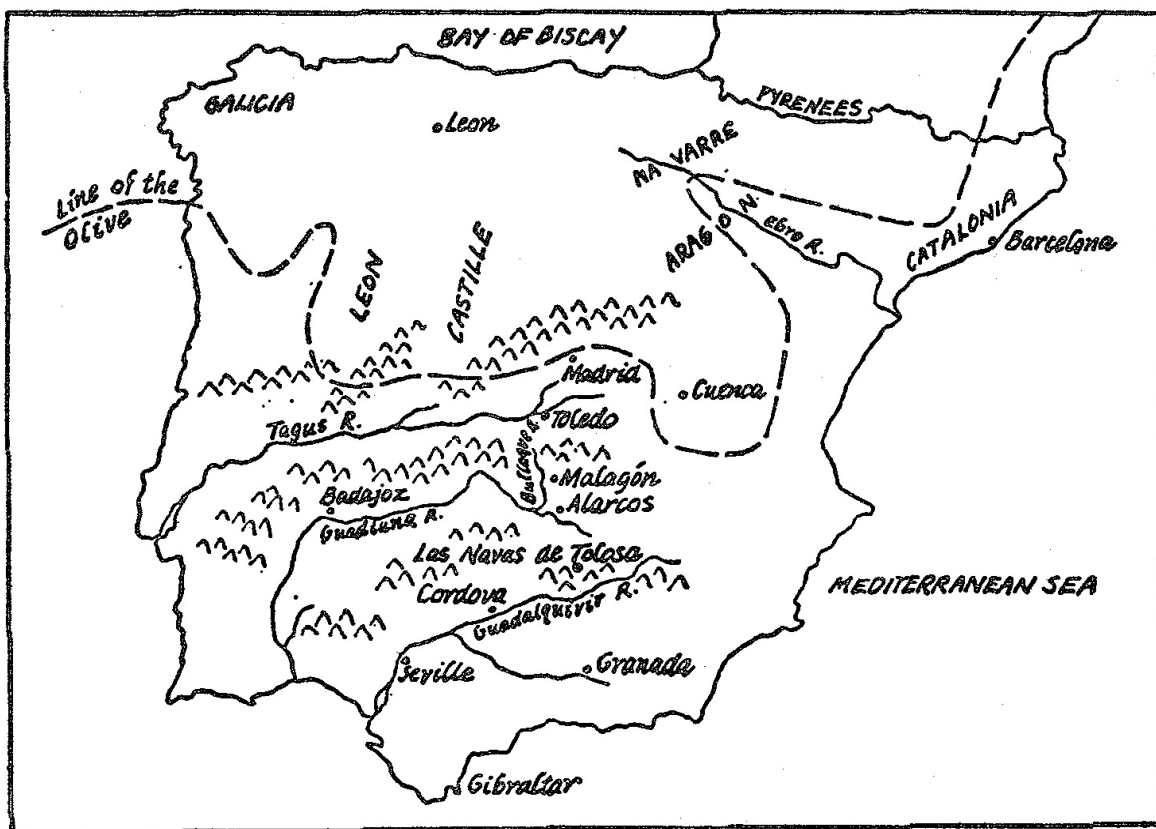 BAY OF BISCAY
GALICIA
PYRENEES
Leon
NAVARRE
Line of the
Olive
ARAGON
Ebro R.
CATALONIA
Barcelona
LEON
CASTILLE
Madrid
Cuenca
Tagus R.
Toledo
Bullaque R.
Malagón
Badajoz
Alarcos
Guadiana R.
Las Navas de Tolosa
MEDITERRANEAN SEA
Cordova
Guadalquivir R.
Seville
Granada
Gibraltar